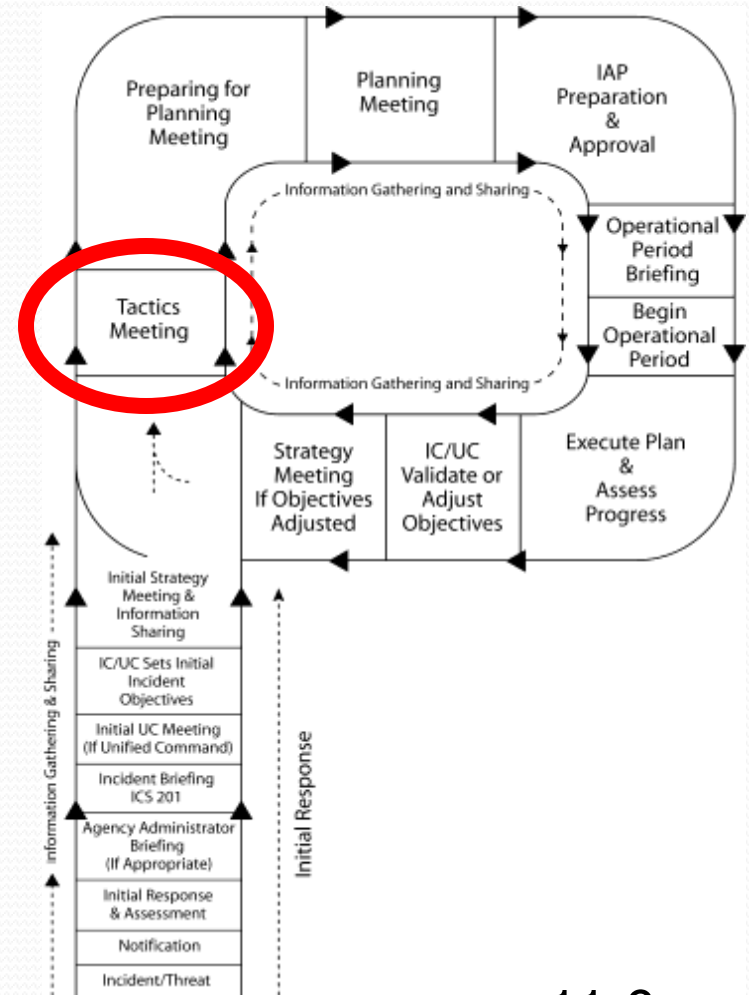 Preparing for
Planning
Meeting
Planning
Meeting
IAP
Preparation
&
Approval
Information Gathering and Sharing
Operational
Period
Briefing
Tactics
Meeting
Begin
Operational
Period
Information Gathering and Sharing
Strategy
Meeting
If Objectives
Adjusted
IC/UC
Validate or
Adjust
Objectives
Execute Plan
&
Assess
Progress
Initial Strategy
Meeting &
Information
Sharing
IC/UC Sets Initial
Incident
Objectives
Initial UC Meeting
(If Unified Command)
Incident Briefing
ICS 201
Agency Administrator
Briefing
(If Appropriate)
Initial Response
& Assessment
Notification
Incident/Threat
Information Gathering & Sharing
Initial Response